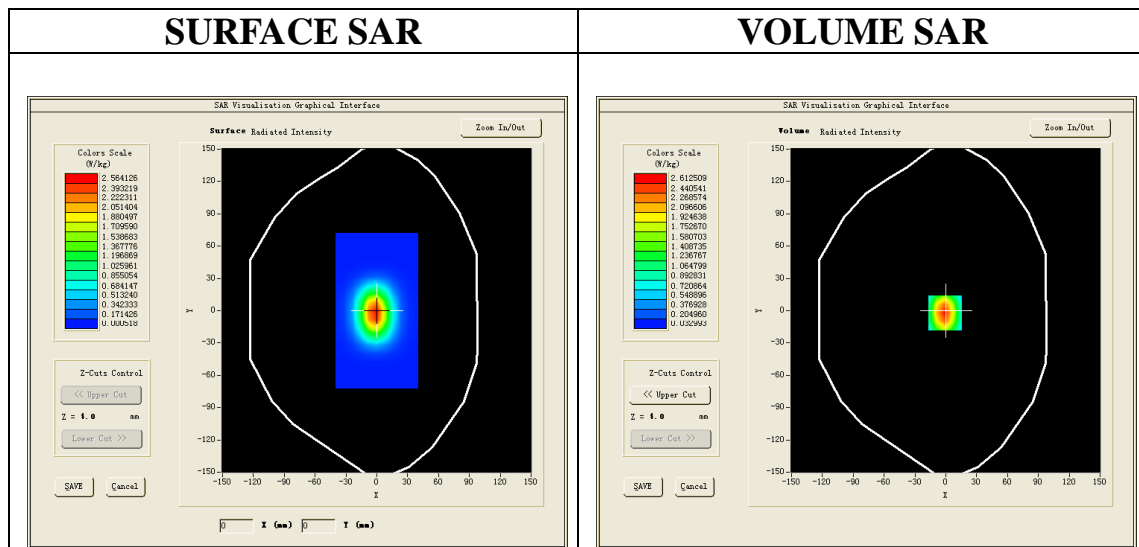 SURFACE SAR
VOLUME SAR
SAR Visualisation Graphical Interface
Surface Radiated Intensity
Zoom In/Out
Colors Scale
(W/kg)
2.564126
2.393219
2.222311
2.051404
1.880497
1.709590
1.538683
1.367776
1.196869
1.025961
0.855054
0.684147
0.513240
0.342333
0.171426
0.000518
Z-Cuts Control
<< Upper Cut
Z = 4.0 mm
Lower Cut >>
SAVE
Cancel
150
120
90
60
30
0
-30
-60
-90
-120
-150
Y
-150 -120 -90 -60 -30 0 30 60 90 120 150
X
0 X (mm) 0 Y (mm)
SAR Visualisation Graphical Interface
Volume Radiated Intensity
Zoom In/Out
Colors Scale
(W/kg)
2.612509
2.440541
2.268574
2.096606
1.924638
1.752670
1.580703
1.408735
1.236767
1.064799
0.892831
0.720864
0.548896
0.376928
0.204960
0.032993
Z-Cuts Control
<< Upper Cut
Z = 4.0 mm
Lower Cut >>
SAVE
Cancel
150
120
90
60
30
0
-30
-60
-90
-120
-150
Y
-150 -120 -90 -60 -30 0 30 60 90 120 150
X